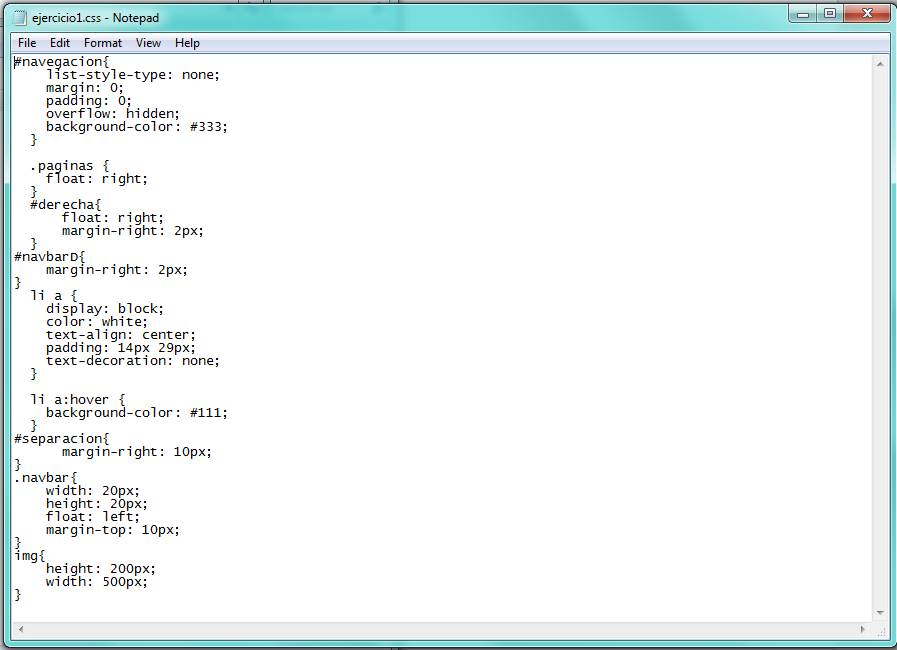 ejercicio1.css - Notepad
File Edit Format View Help
#navegacion{
    list-style-type: none;
    margin: 0;
    padding: 0;
    overflow: hidden;
    background-color: #333;
  }

  .paginas {
    float: right;
  }
  #derecha{
      float: right;
      margin-right: 2px;
  }
#navbarD{
    margin-right: 2px;
}
  li a {
    display: block;
    color: white;
    text-align: center;
    padding: 14px 29px;
    text-decoration: none;
  }

  li a:hover {
    background-color: #111;
  }
#separacion{
      margin-right: 10px;
}
.navbar{
    width: 20px;
    height: 20px;
    float: left;
    margin-top: 10px;
}
img{
    height: 200px;
    width: 500px;
}